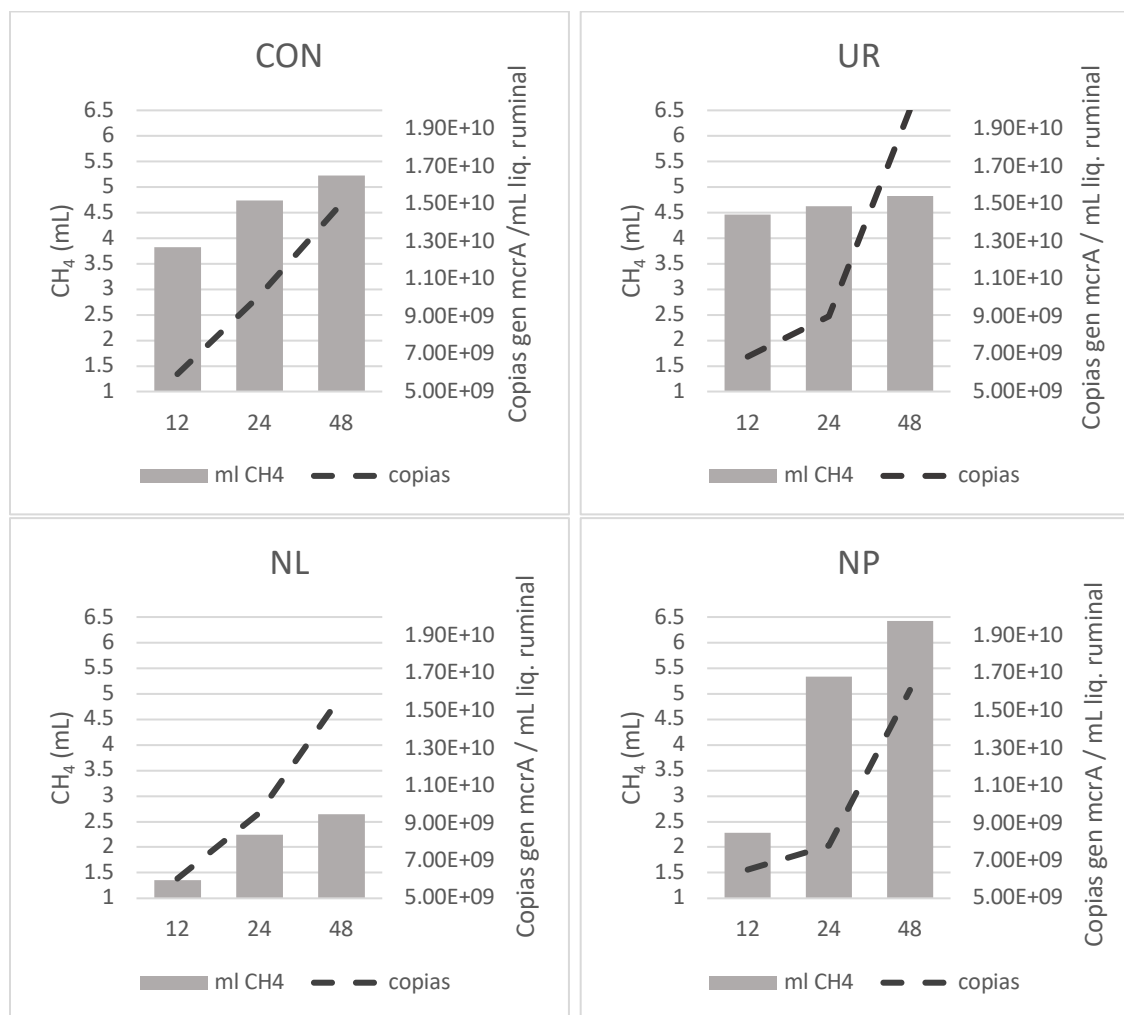 CON
CH₄ (mL)
6.5
6
5.5
5
4.5
4
3.5
3
2.5
2
1.5
1
1.90E+10
1.70E+10
1.50E+10
1.30E+10
1.10E+10
9.00E+09
7.00E+09
5.00E+09
Copias gen mcrA /mL liq. ruminal
12 24 48
ml CH4 copias
UR
CH₄ (mL)
6.5
6
5.5
5
4.5
4
3.5
3
2.5
2
1.5
1
1.90E+10
1.70E+10
1.50E+10
1.30E+10
1.10E+10
9.00E+09
7.00E+09
5.00E+09
Copias gen mcrA / mL liq. ruminal
12 24 48
ml CH4 copias
NL
CH₄ (mL)
6.5
6
5.5
5
4.5
4
3.5
3
2.5
2
1.5
1
1.90E+10
1.70E+10
1.50E+10
1.30E+10
1.10E+10
9.00E+09
7.00E+09
5.00E+09
Copias gen mcrA / mL liq. ruminal
12 24 48
ml CH4 copias
NP
CH₄ (mL)
6.5
6
5.5
5
4.5
4
3.5
3
2.5
2
1.5
1
1.90E+10
1.70E+10
1.50E+10
1.30E+10
1.10E+10
9.00E+09
7.00E+09
5.00E+09
Copias gen mcrA / mL liq. ruminal
12 24 48
ml CH4 copias